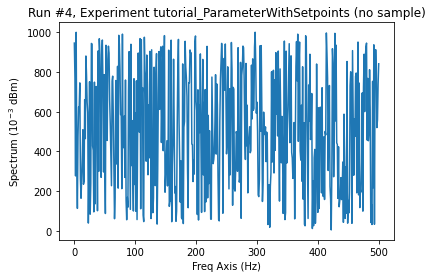 Run #4, Experiment tutorial_ParameterWithSetpoints (no sample)
1000
800
600
400
200
0
Spectrum (10⁻³ dBm)
0 100 200 300 400 500
Freq Axis (Hz)